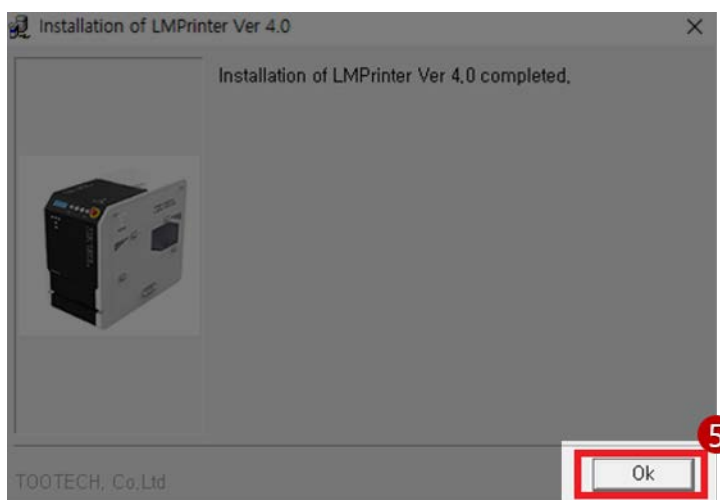 Installation of LMPrinter Ver 4.0
Installation of LMPrinter Ver 4.0 completed.
5
Ok
TOOTECH, Co,Ltd